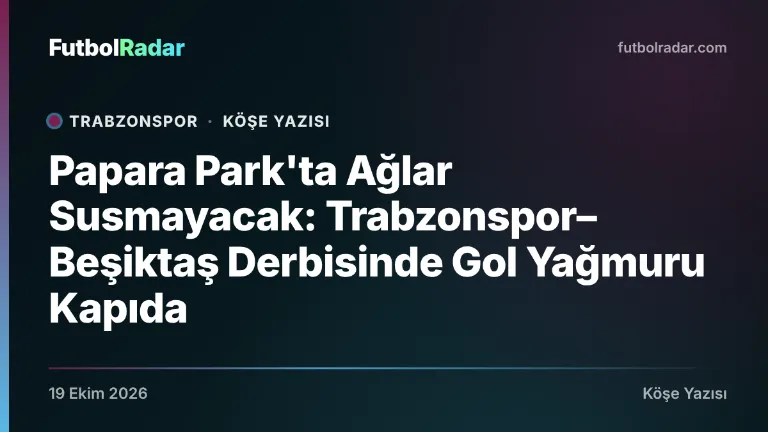 FutbolRadar
futbolradar.com
TRABZONSPOR · KÖŞE YAZISI
Papara Park'ta Ağlar
Susmayacak: Trabzonspor–
Beşiktaş Derbisinde Gol Yağmuru
Kapıda
19 Ekim 2026
Köşe Yazısı